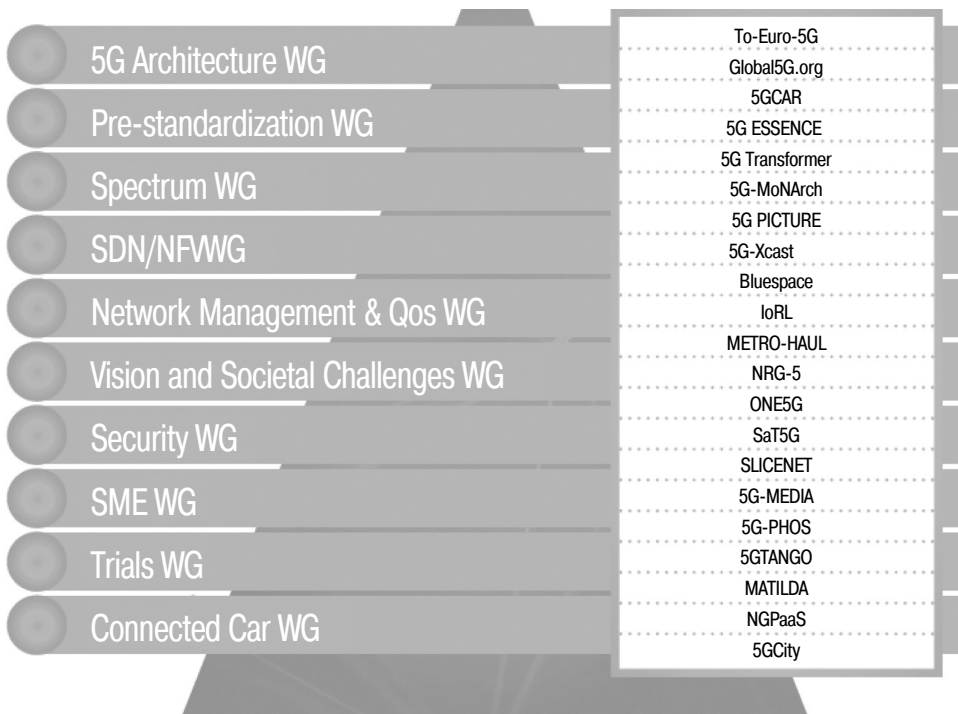 5G Architecture WG
Pre-standardization WG
Spectrum WG
SDN/NFVWG
Network Management & Qos WG
Vision and Societal Challenges WG
Security WG
SME WG
Trials WG
Connected Car WG
To-Euro-5G
Global5G.org
5GCAR
5G ESSENCE
5G Transformer
5G-MoNArch
5G PICTURE
5G-Xcast
Bluespace
IoRL
METRO-HAUL
NRG-5
ONE5G
SaT5G
SLICENET
5G-MEDIA
5G-PHOS
5GTANGO
MATILDA
NGPaaS
5GCity